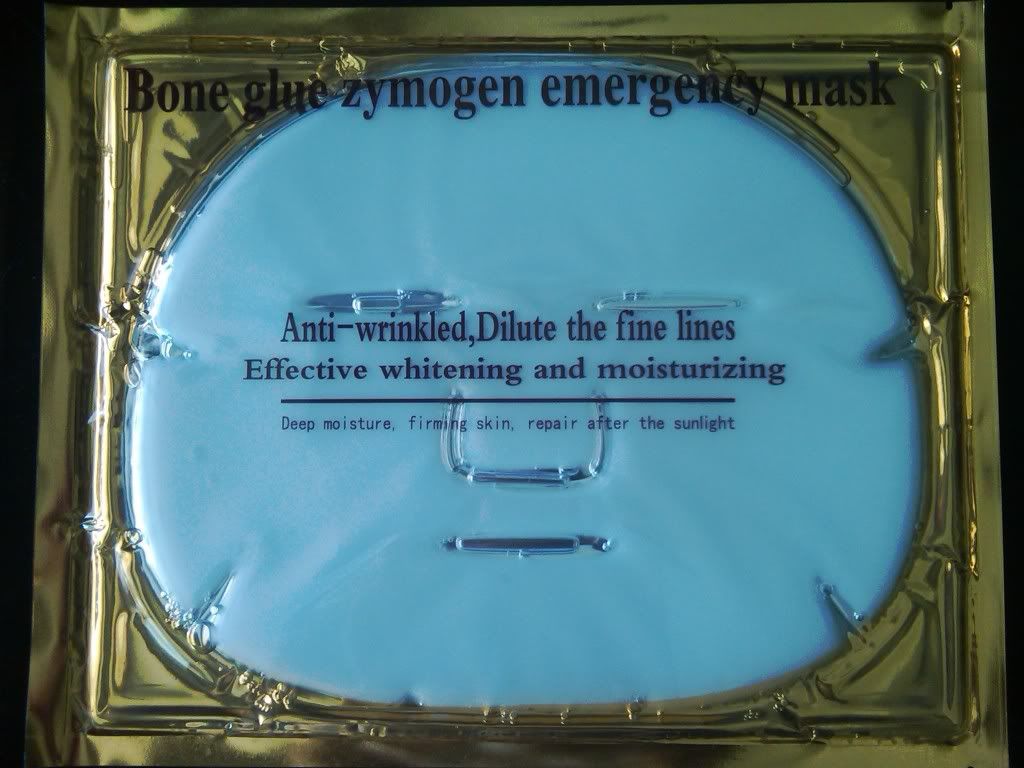 Bone glue zymogen emergency mask
Anti-wrinkled,Dilute the fine lines
Effective whitening and moisturizing
Deep moisture, firming skin, repair after the sunlight